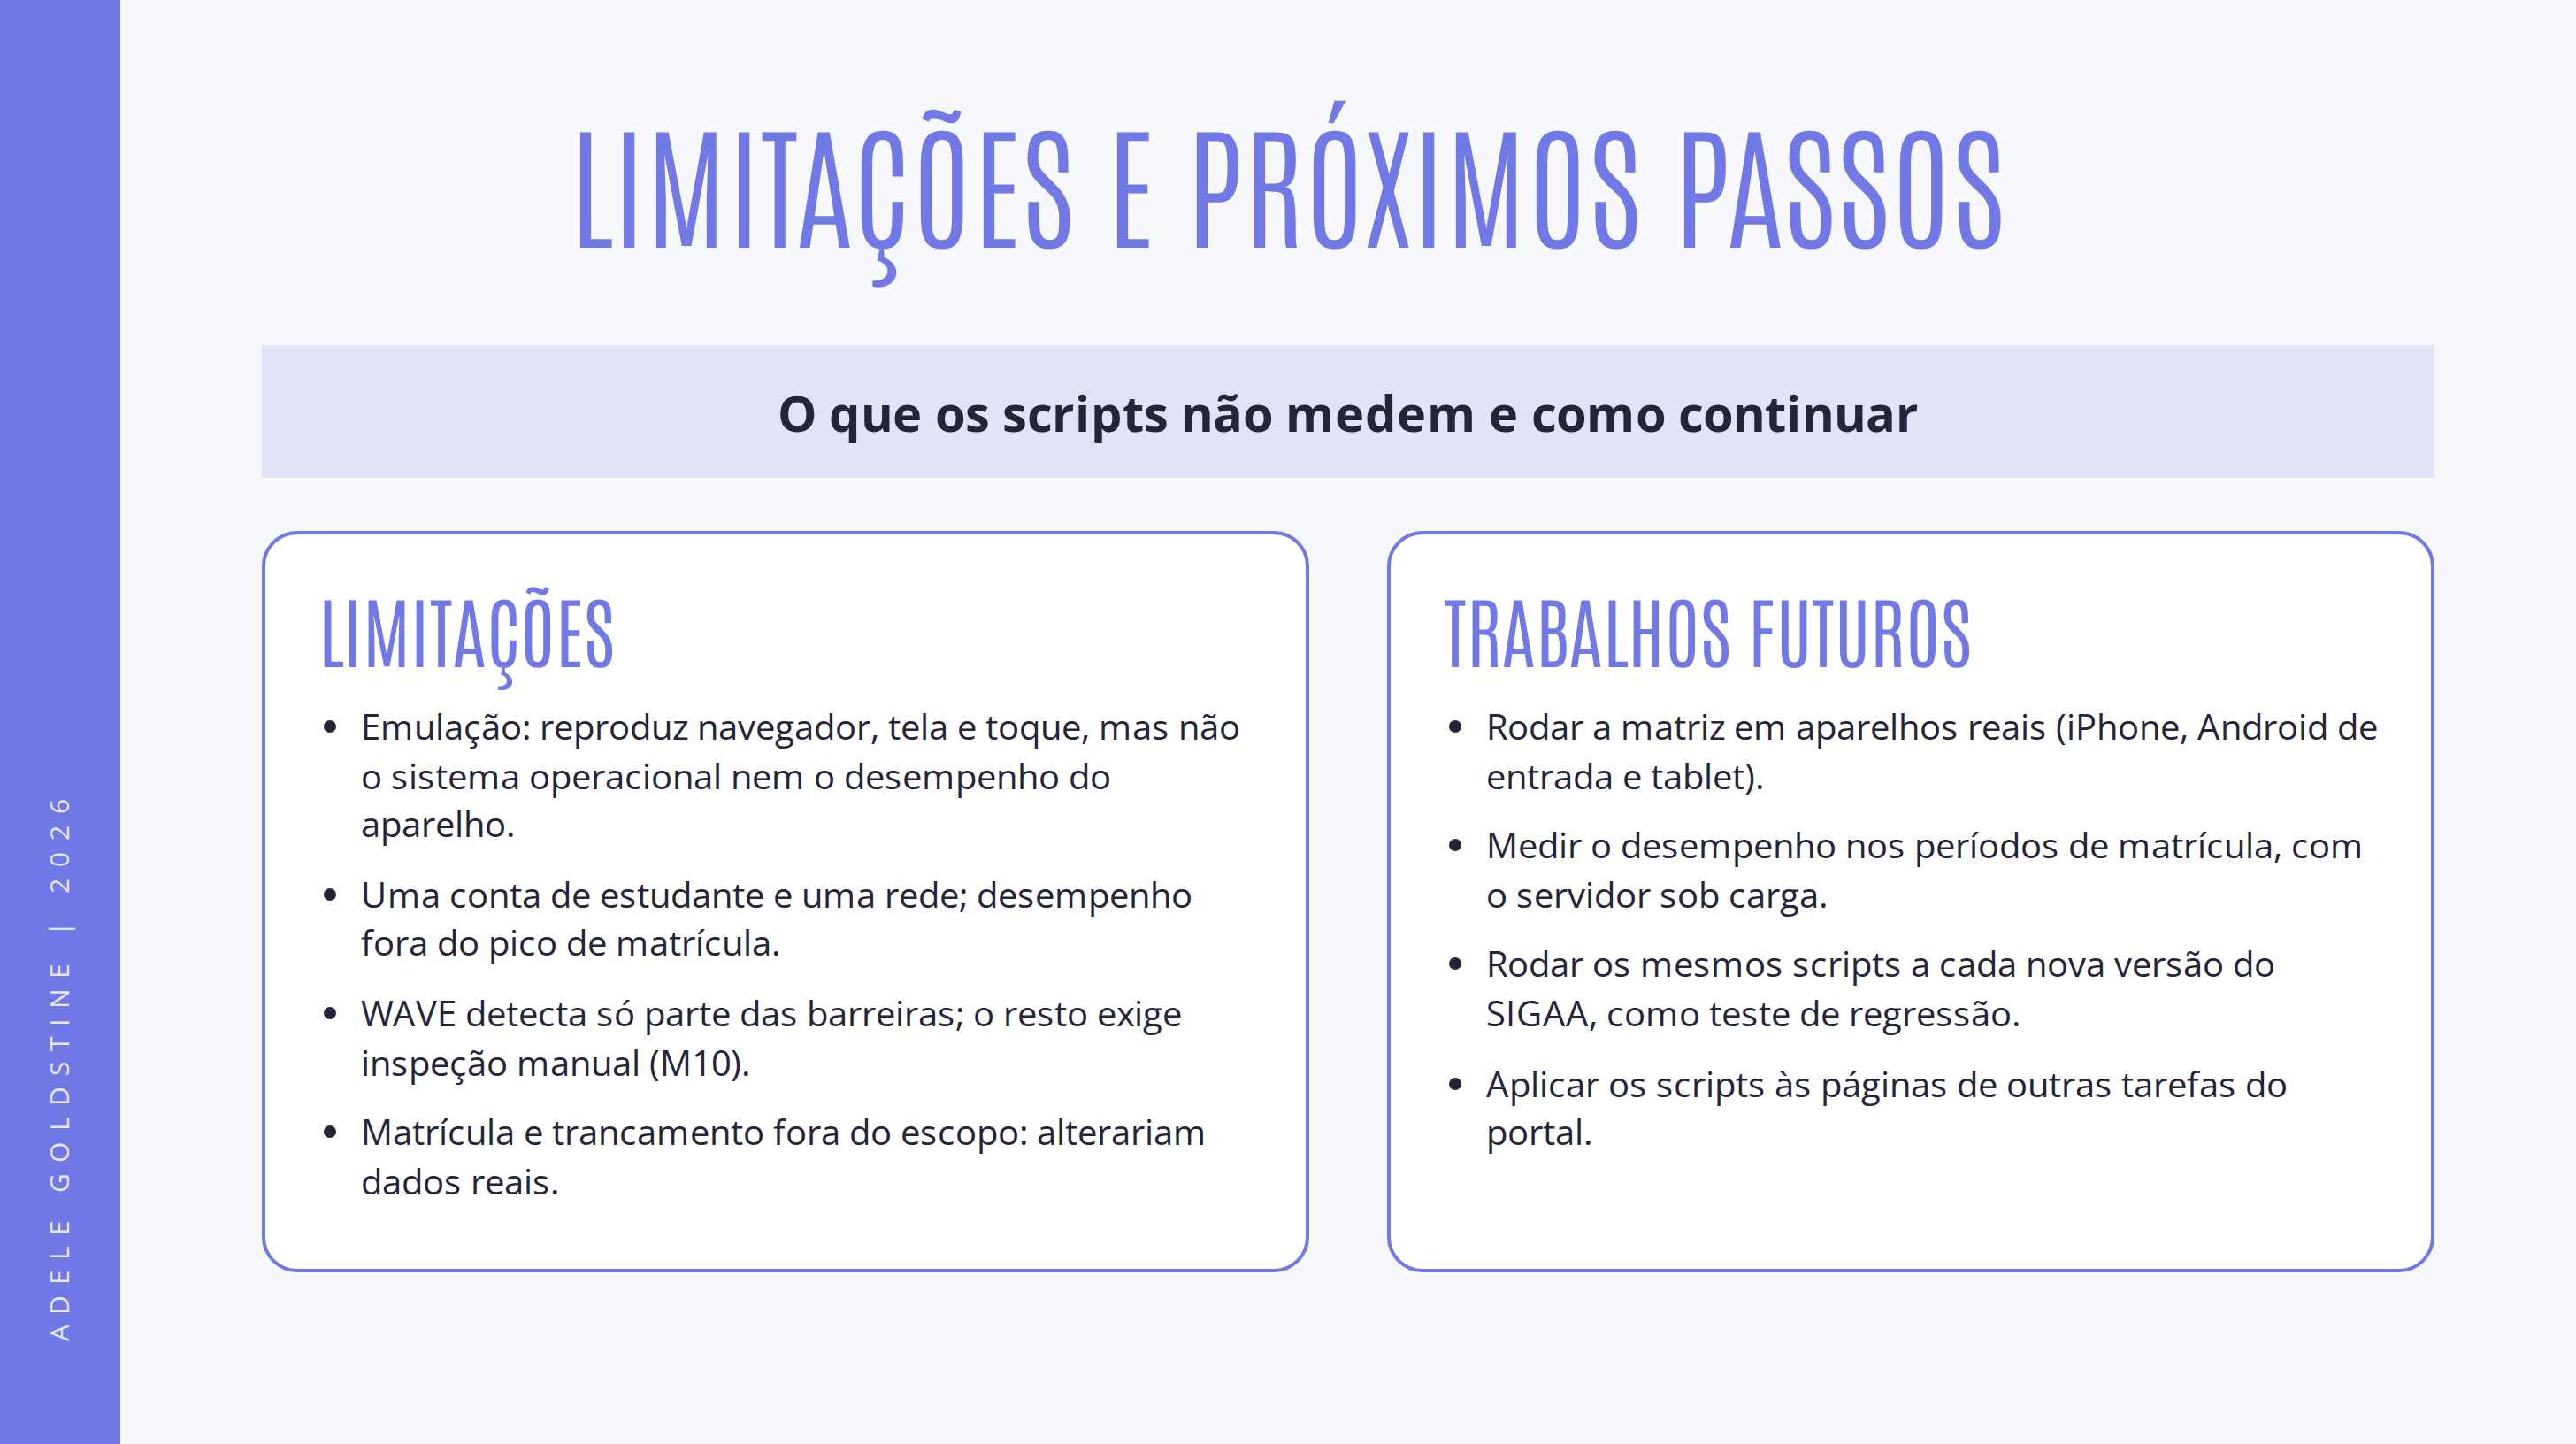 LIMITAÇÕES E PRÓXIMOS PASSOS
O que os scripts não medem e como continuar
LIMITAÇÕES
• Emulação: reproduz navegador, tela e toque, mas não
o sistema operacional nem o desempenho do
aparelho.
• Uma conta de estudante e uma rede; desempenho
fora do pico de matrícula.
• WAVE detecta só parte das barreiras; o resto exige
inspeção manual (M10).
• Matrícula e trancamento fora do escopo: alterariam
dados reais.
TRABALHOS FUTUROS
• Rodar a matriz em aparelhos reais (iPhone, Android de
entrada e tablet).
• Medir o desempenho nos períodos de matrícula, com
o servidor sob carga.
• Rodar os mesmos scripts a cada nova versão do
SIGAA, como teste de regressão.
• Aplicar os scripts às páginas de outras tarefas do
portal.
ADELE GOLDSTINE | 2026